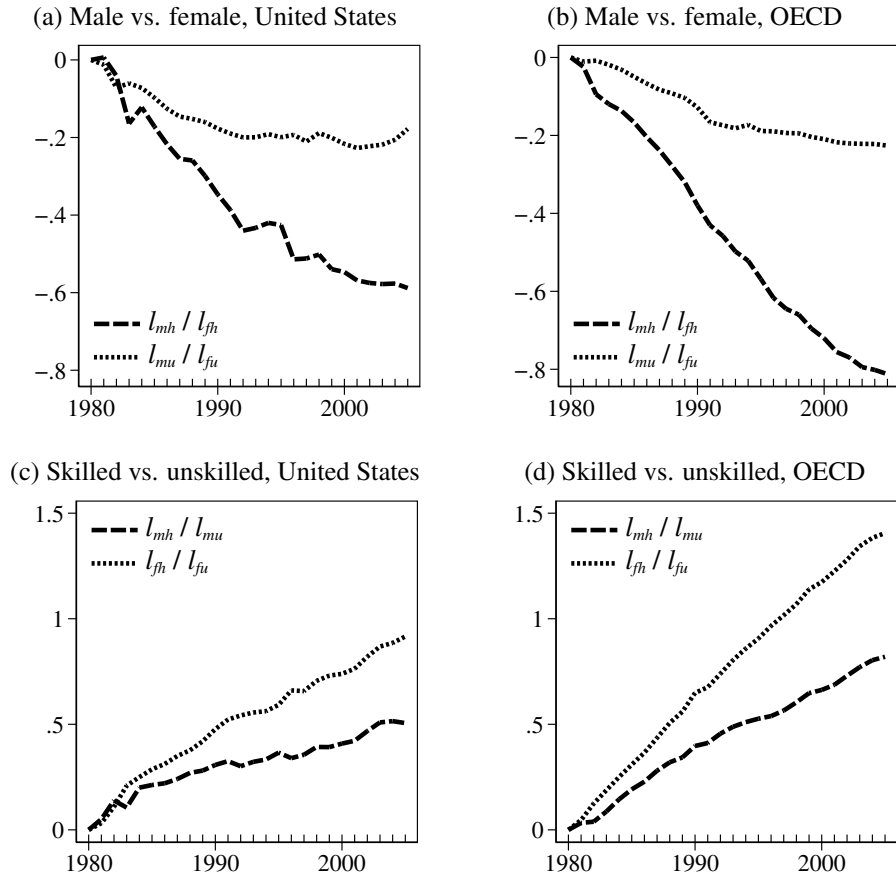 (a) Male vs. female, United States
0
−.2
−.4
−.6
−.8
l_mh / l_fh
l_mu / l_fu
1980 1990 2000
(b) Male vs. female, OECD
0
−.2
−.4
−.6
−.8
l_mh / l_fh
l_mu / l_fu
1980 1990 2000
(c) Skilled vs. unskilled, United States
1.5
1
.5
0
l_mh / l_mu
l_fh / l_fu
1980 1990 2000
(d) Skilled vs. unskilled, OECD
1.5
1
.5
0
l_mh / l_mu
l_fh / l_fu
1980 1990 2000